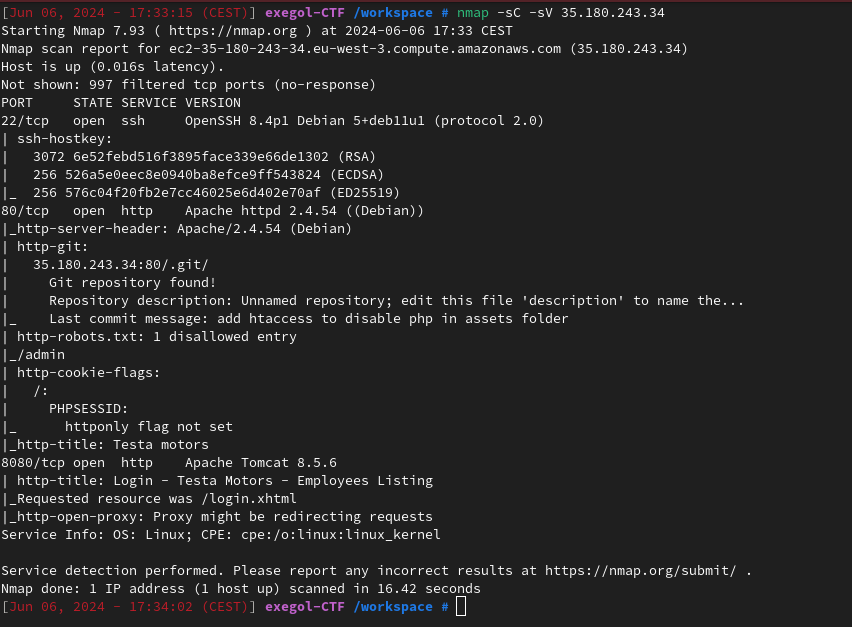 [Jun 06, 2024 - 17:33:15 (CEST)] exegol-CTF /workspace # nmap -sC -sV 35.180.243.34
Starting Nmap 7.93 ( https://nmap.org ) at 2024-06-06 17:33 CEST
Nmap scan report for ec2-35-180-243-34.eu-west-3.compute.amazonaws.com (35.180.243.34)
Host is up (0.016s latency).
Not shown: 997 filtered tcp ports (no-response)
PORT     STATE SERVICE VERSION
22/tcp   open  ssh     OpenSSH 8.4p1 Debian 5+deb11u1 (protocol 2.0)
| ssh-hostkey:
|   3072 6e52febd516f3895face339e66de1302 (RSA)
|   256 526a5e0eec8e0940ba8efce9ff543824 (ECDSA)
|_  256 576c04f20fb2e7cc46025e6d402e70af (ED25519)
80/tcp   open  http    Apache httpd 2.4.54 ((Debian))
|_http-server-header: Apache/2.4.54 (Debian)
| http-git:
|   35.180.243.34:80/.git/
|     Git repository found!
|     Repository description: Unnamed repository; edit this file 'description' to name the...
|_    Last commit message: add htaccess to disable php in assets folder
| http-robots.txt: 1 disallowed entry
|_/admin
| http-cookie-flags:
|   /:
|     PHPSESSID:
|_      httponly flag not set
|_http-title: Testa motors
8080/tcp open  http    Apache Tomcat 8.5.6
| http-title: Login - Testa Motors - Employees Listing
|_Requested resource was /login.xhtml
|_http-open-proxy: Proxy might be redirecting requests
Service Info: OS: Linux; CPE: cpe:/o:linux:linux_kernel

Service detection performed. Please report any incorrect results at https://nmap.org/submit/ .
Nmap done: 1 IP address (1 host up) scanned in 16.42 seconds
[Jun 06, 2024 - 17:34:02 (CEST)] exegol-CTF /workspace #